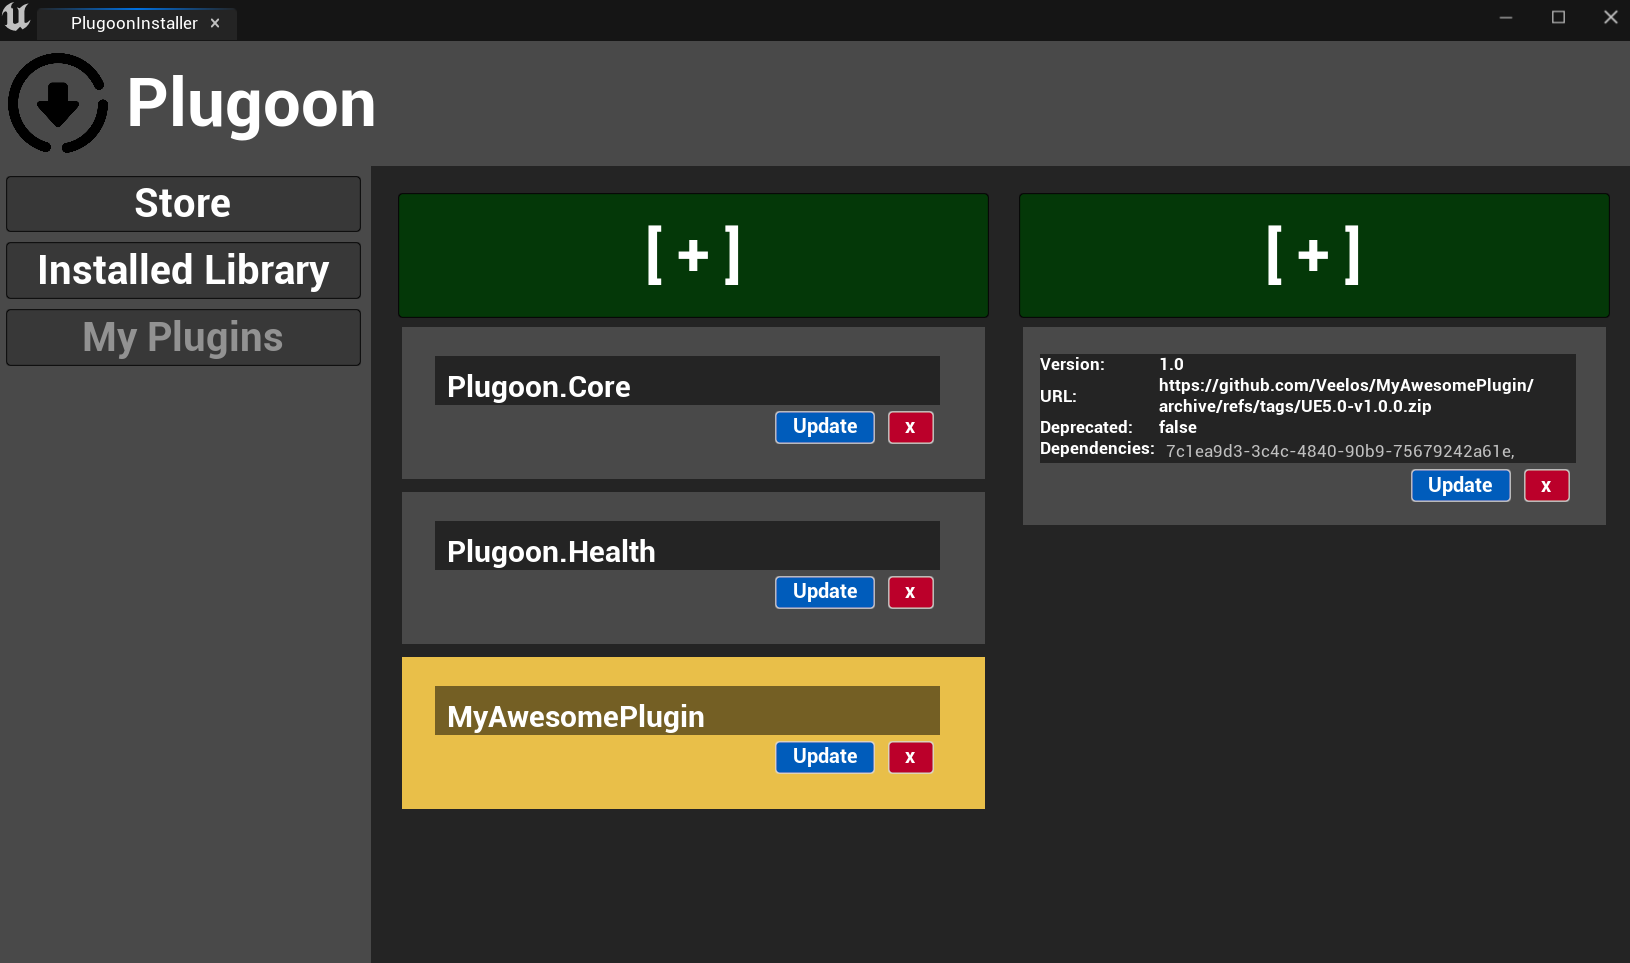 PlugoonInstaller ×
Plugoon
Store
Installed Library
My Plugins
[ + ]
Plugoon.Core
Update x
Plugoon.Health
Update x
MyAwesomePlugin
Update x
[ + ]
Version: 1.0
URL: https://github.com/Veelos/MyAwesomePlugin/
archive/refs/tags/UE5.0-v1.0.0.zip
Deprecated: false
Dependencies: 7c1ea9d3-3c4c-4840-90b9-75679242a61e,
Update x